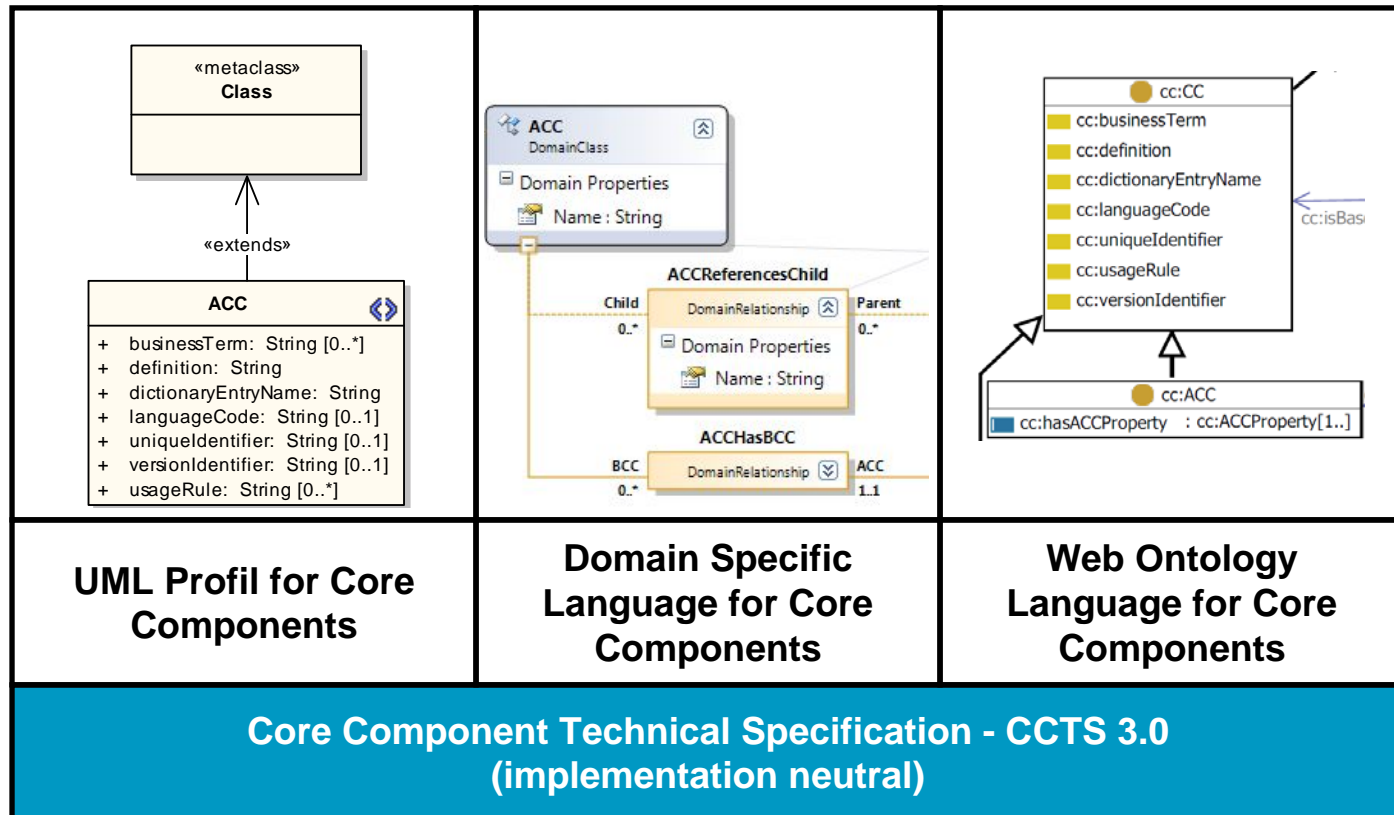 «metaclass»
Class
«extends»
ACC
+ businessTerm: String [0..*]
+ definition: String
+ dictionaryEntryName: String
+ languageCode: String [0..1]
+ uniqueIdentifier: String [0..1]
+ versionIdentifier: String [0..1]
+ usageRule: String [0..*]
ACC
DomainClass
Domain Properties
Name : String
ACCReferencesChild
Child
DomainRelationship
Parent
0..*
0..*
Domain Properties
Name : String
ACCHasBCC
BCC
DomainRelationship
ACC
0..*
1..1
cc:CC
cc:businessTerm
cc:definition
cc:dictionaryEntryName
cc:languageCode
cc:uniqueIdentifier
cc:usageRule
cc:versionIdentifier
cc:isBas
cc:ACC
cc:hasACCProperty : cc:ACCProperty[1..]
UML Profil for Core
Components
Domain Specific
Language for Core
Components
Web Ontology
Language for Core
Components
Core Component Technical Specification - CCTS 3.0
(implementation neutral)